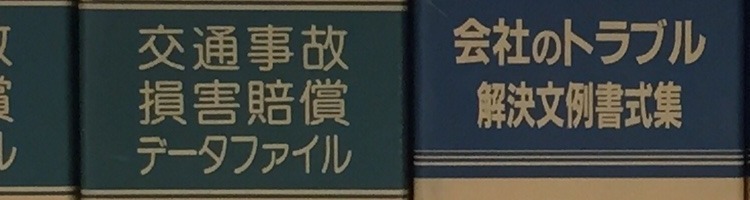 交通事故
損害賠償
データファイル
会社のトラブル
解決文例書式集